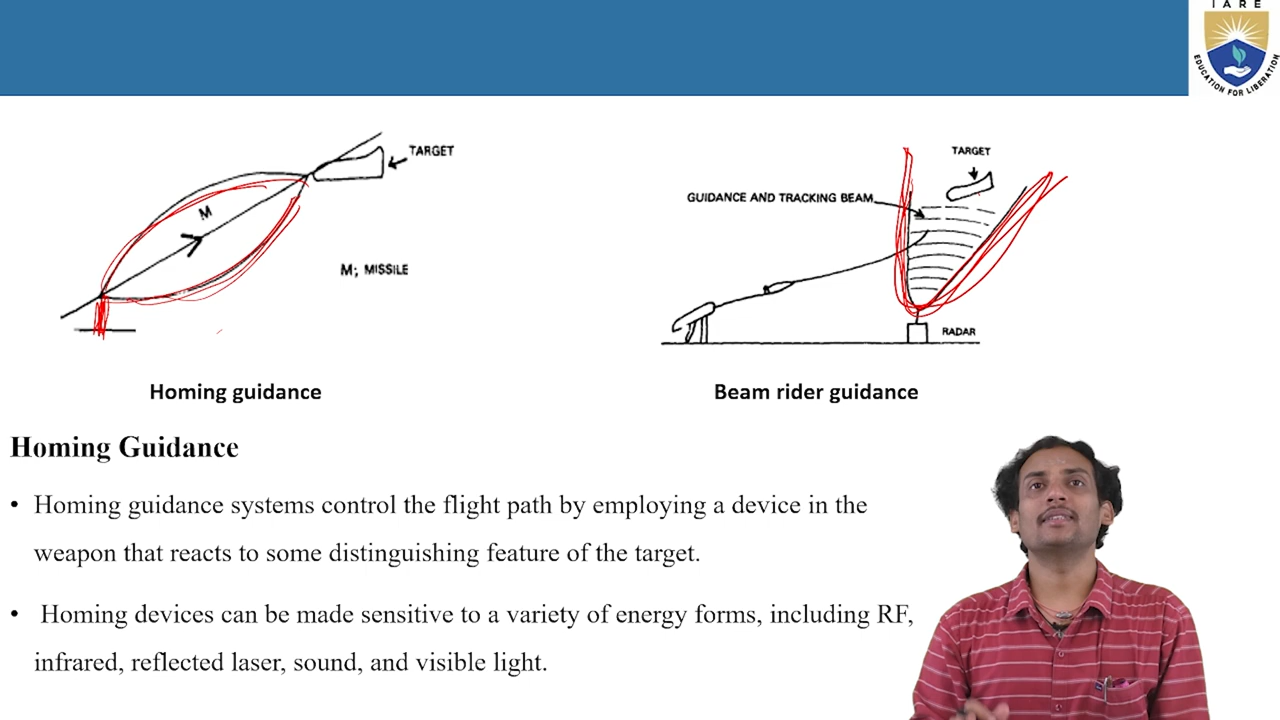 IARE
EDUCATION FOR LIBERATION
TARGET
M
M; MISSILE
TARGET
GUIDANCE AND TRACKING BEAM
RADAR
Homing guidance
Beam rider guidance
Homing Guidance
• Homing guidance systems control the flight path by employing a device in the
weapon that reacts to some distinguishing feature of the target.
• Homing devices can be made sensitive to a variety of energy forms, including RF,
infrared, reflected laser, sound, and visible light.